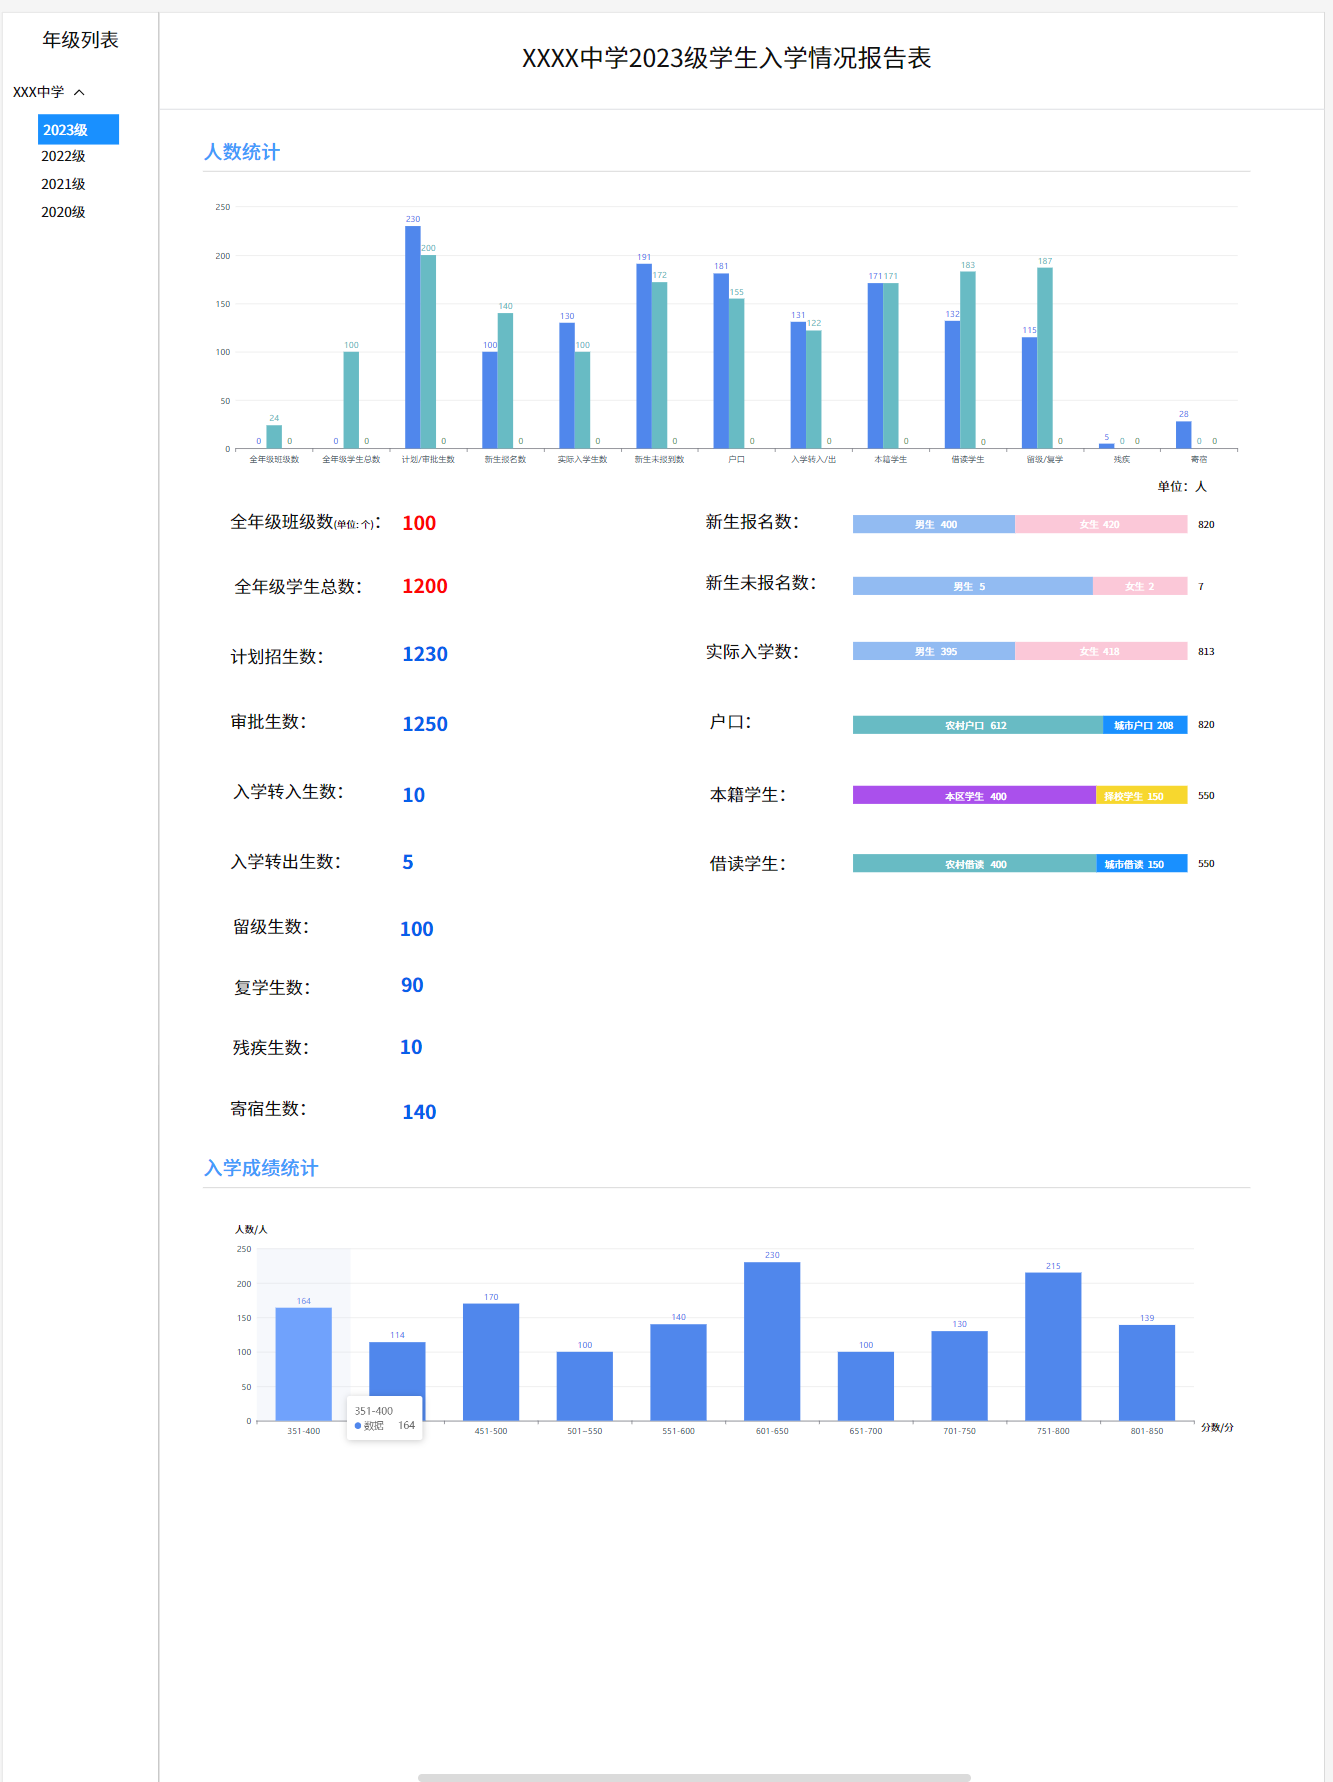 年级列表
XXX中学
2023级
2022级
2021级
2020级
XXXX中学2023级学生入学情况报告表
人数统计
250
200
150
100
50
0
0 24 0
0 100 0
230 200 0
100 140 0
130 100 0
191 172 0
181 155 0
131 122 0
171 171 0
132 183 0
115 187 0
5 0 0
28 0 0
全年级班级数 全年级学生总数 计划/审批生数 新生报名数 实际入学生数 新生未报到数 户口 入学转入/出 本籍学生 借读学生 留级/复学 残疾 寄宿
单位：人
全年级班级数(单位: 个)： 100
全年级学生总数： 1200
计划招生数： 1230
审批生数： 1250
入学转入生数： 10
入学转出生数： 5
留级生数： 100
复学生数： 90
残疾生数： 10
寄宿生数： 140
新生报名数： 男生 400 女生 420 820
新生未报名数： 男生 5 女生 2 7
实际入学数： 男生 395 女生 418 813
户口： 农村户口 612 城市户口 208 820
本籍学生： 本区学生 400 择校学生 150 550
借读学生： 农村借读 400 城市借读 150 550
入学成绩统计
人数/人
250
200
150
100
50
0
164 114 170 100 140 230 100 130 215 139
351-400
数据 164
351-400 451-500 501-550 551-600 601-650 651-700 701-750 751-800 801-850
分数/分